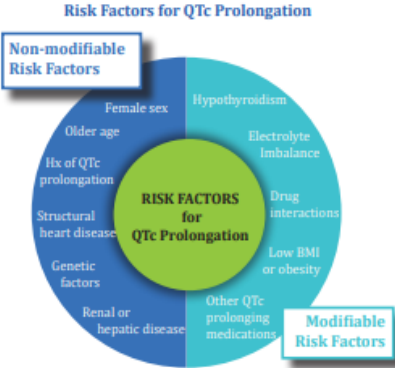 Risk Factors for QTc Prolongation
Non-modifiable
Risk Factors
Female sex
Older age
Hx of QTc
prolongation
Structural
heart disease
Genetic
factors
Renal or
hepatic disease
RISK FACTORS
for
QTc Prolongation
Hypothyroidism
Electrolyte
Imbalance
Drug
interactions
Low BMI
or obesity
Other QTc
prolonging
medications
Modifiable
Risk Factors